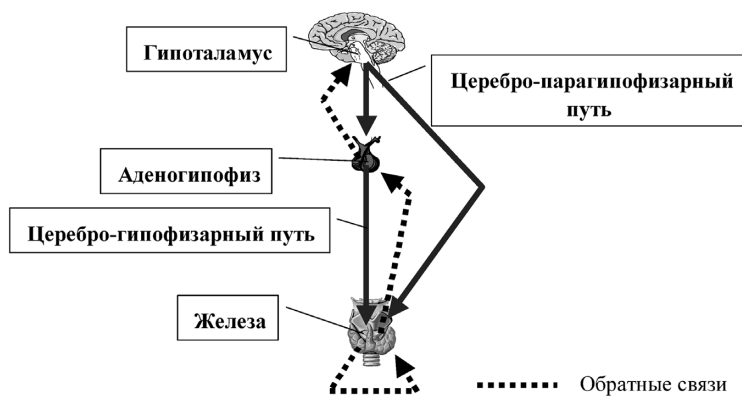 Гипоталамус
Церебро-парагипофизарный
путь
Аденогипофиз
Церебро-гипофизарный путь
Железа
Обратные связи